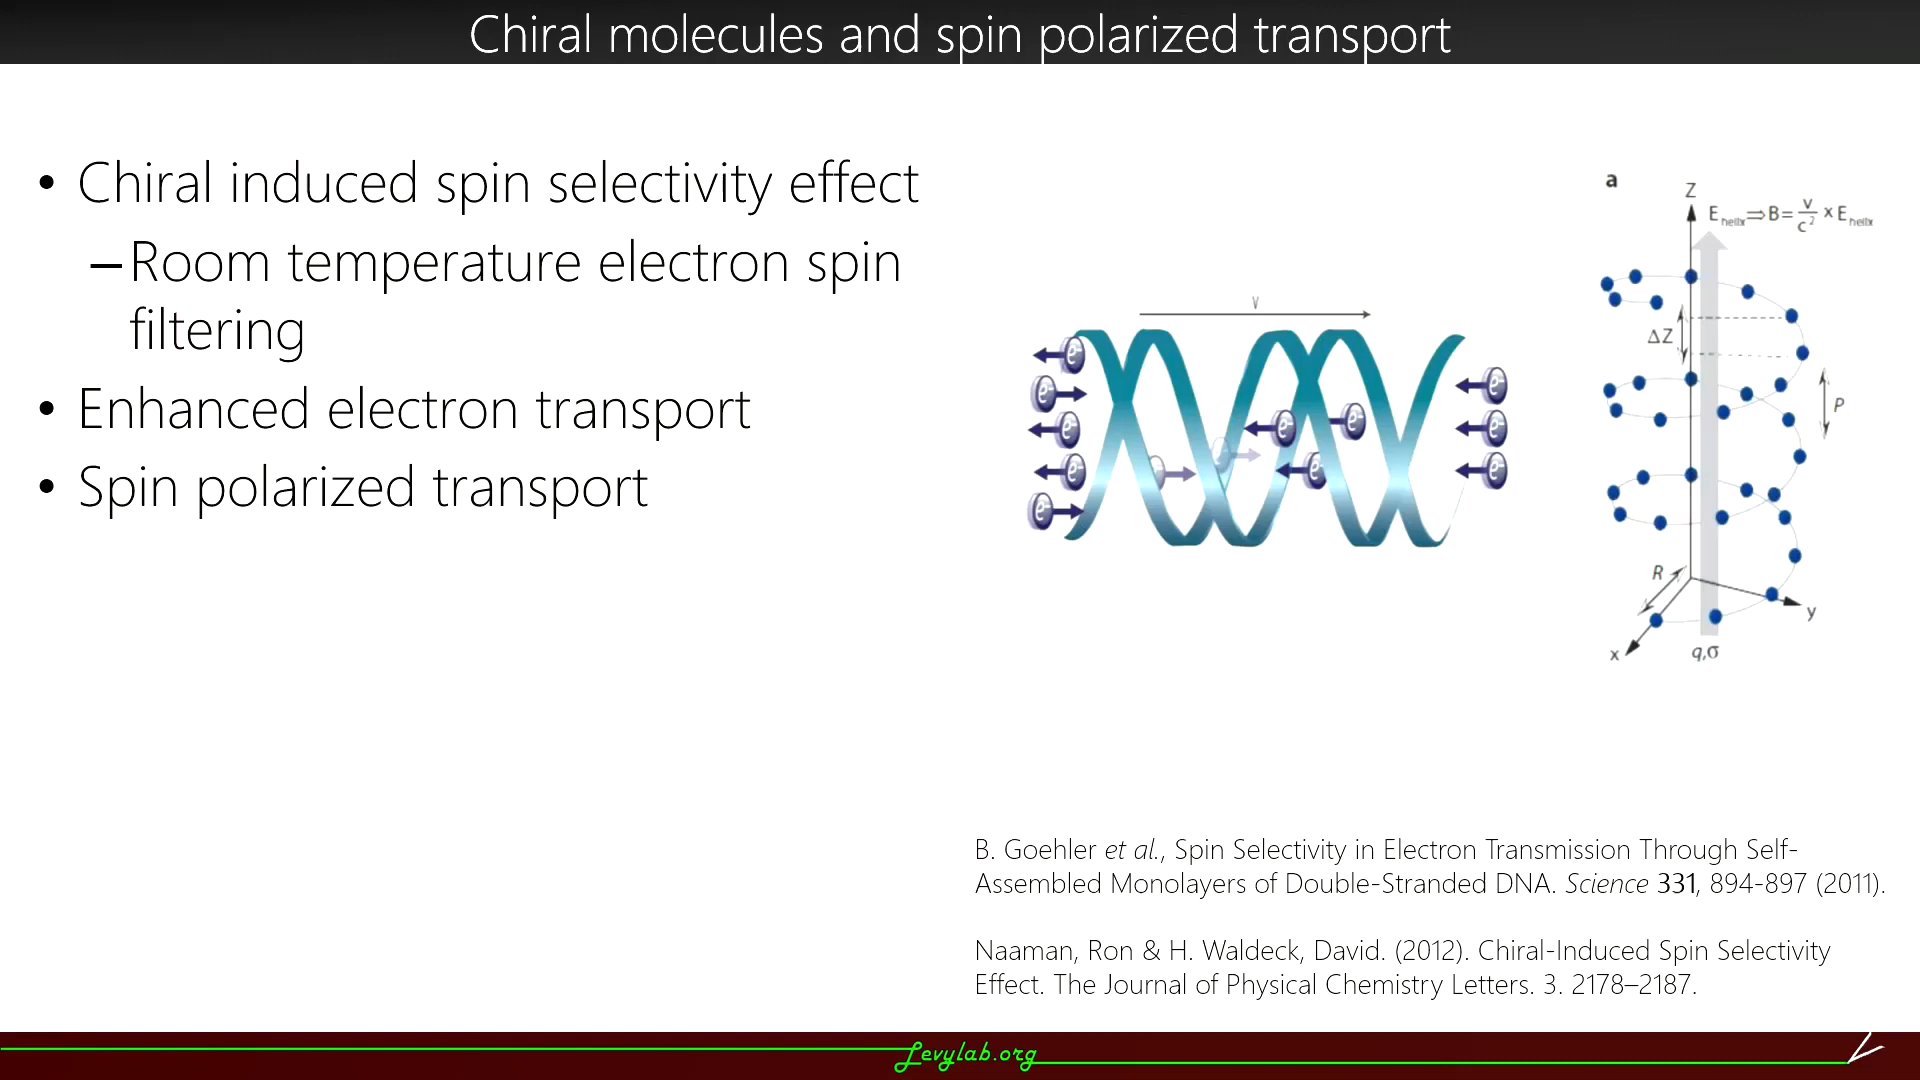 Chiral molecules and spin polarized transport
• Chiral induced spin selectivity effect
– Room temperature electron spin
filtering
• Enhanced electron transport
• Spin polarized transport
V
e⁻
e⁻
e⁻
e⁻
e⁻
e⁻
e⁻
e⁻
e⁻
e⁻
e⁻
a
Z
E helix ⇒ B = v/c² x E helix
ΔZ
P
R
y
x
q,σ
B. Goehler et al., Spin Selectivity in Electron Transmission Through Self-
Assembled Monolayers of Double-Stranded DNA. Science 331, 894-897 (2011).
Naaman, Ron & H. Waldeck, David. (2012). Chiral-Induced Spin Selectivity
Effect. The Journal of Physical Chemistry Letters. 3. 2178–2187.
Levylab.org